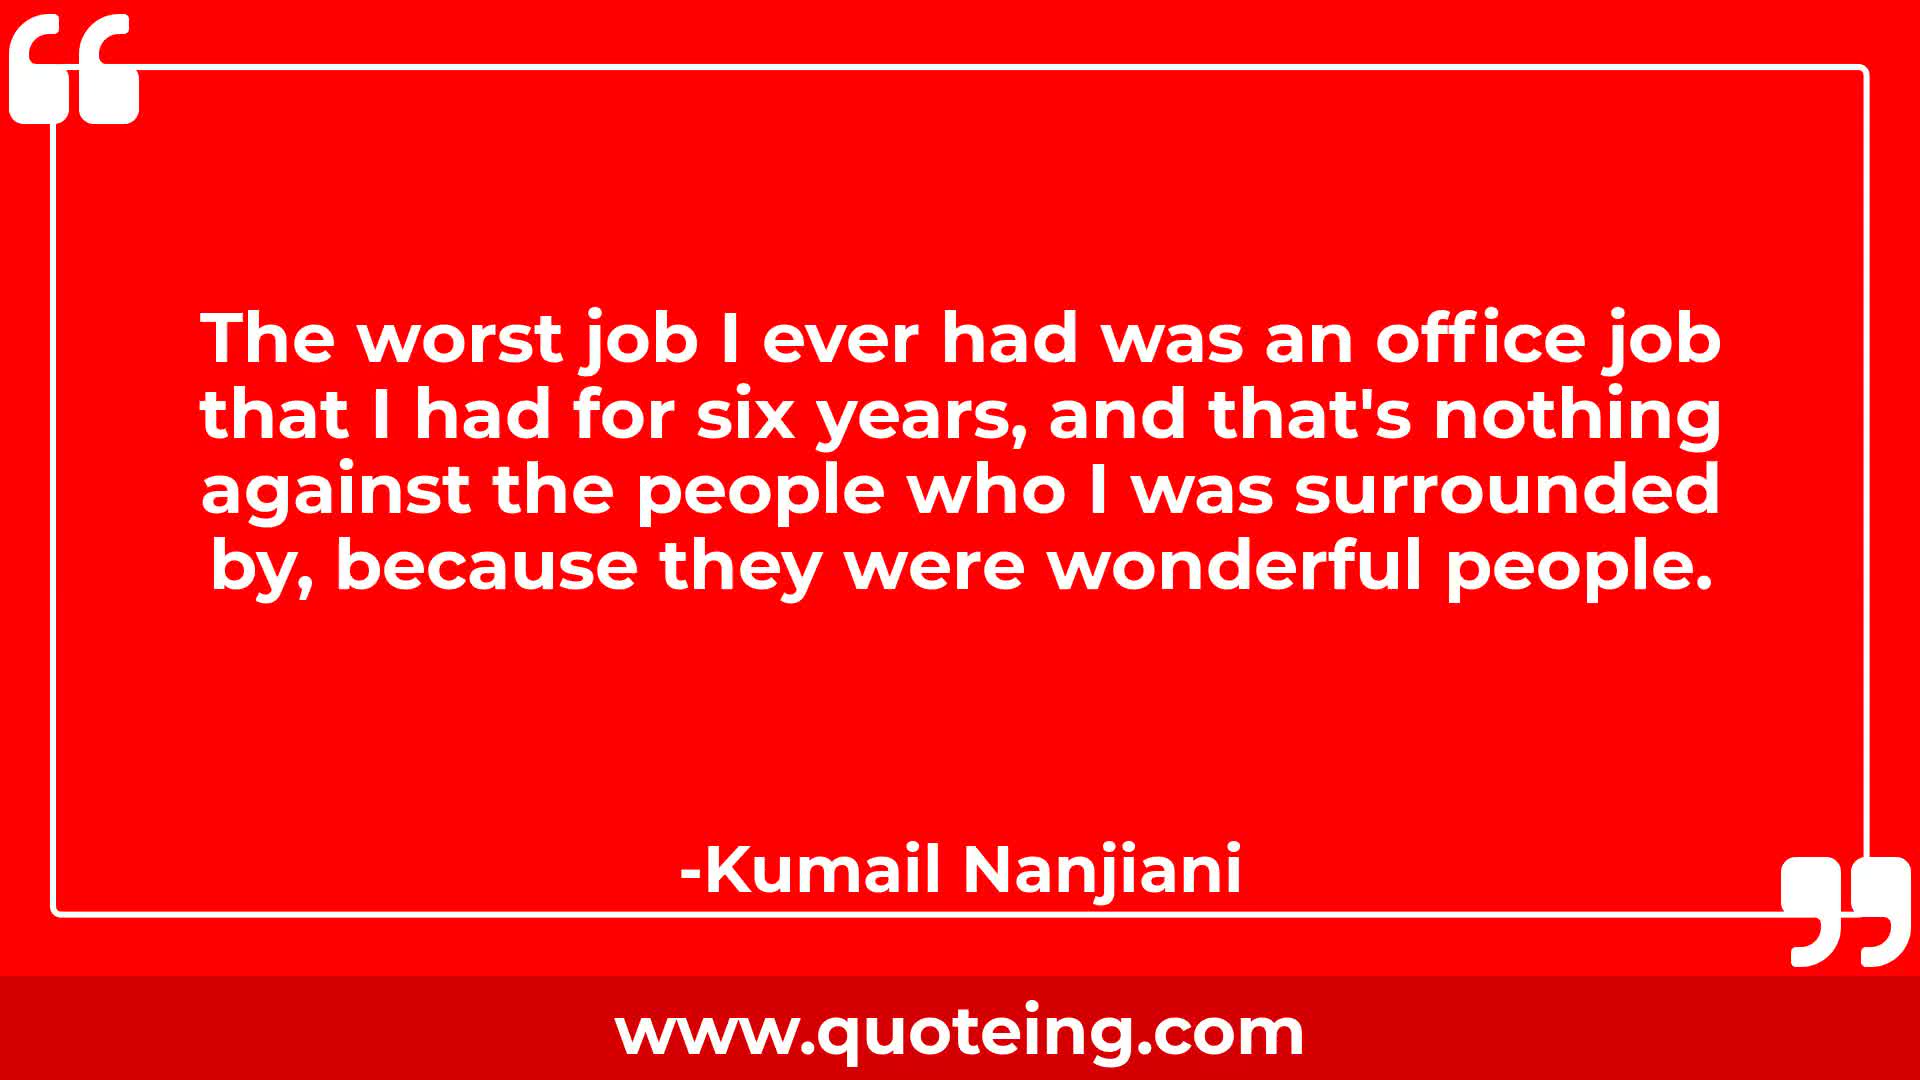 The worst job I ever had was an office job
that I had for six years, and that's nothing
against the people who I was surrounded
by, because they were wonderful people.
-Kumail Nanjiani
www.quoteing.com